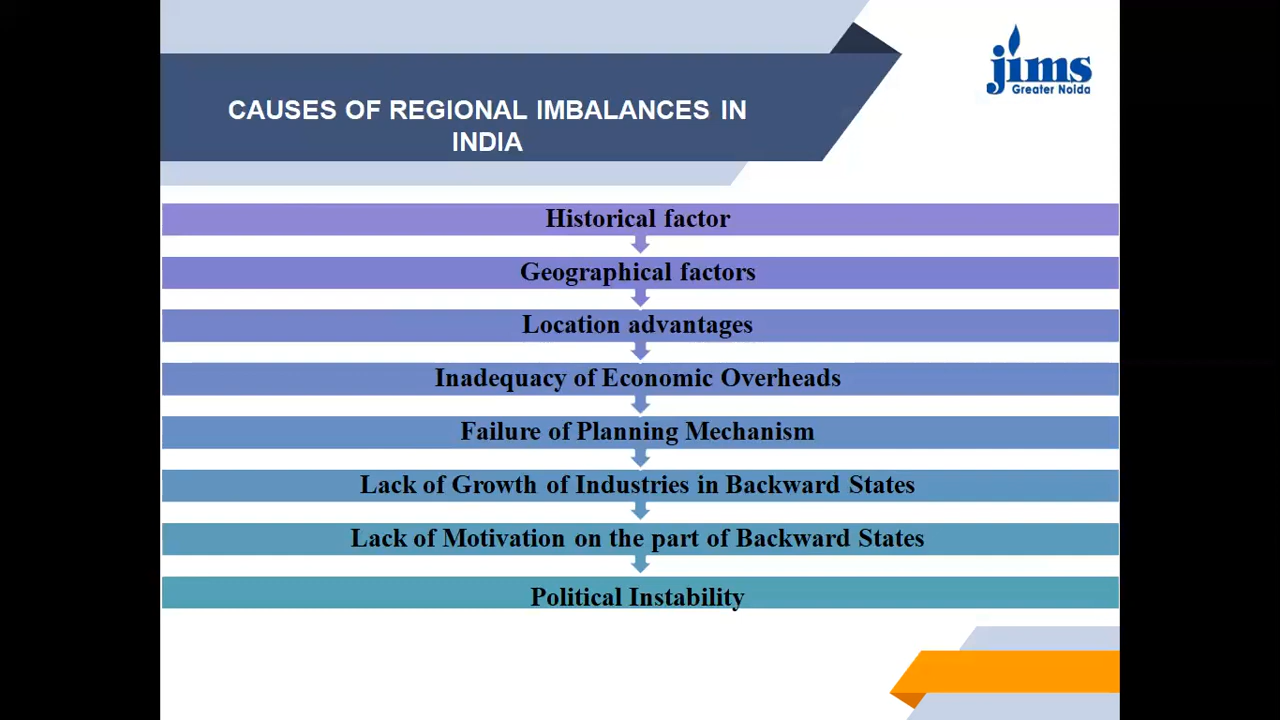 jims
Greater Noida
CAUSES OF REGIONAL IMBALANCES IN
INDIA
Historical factor
Geographical factors
Location advantages
Inadequacy of Economic Overheads
Failure of Planning Mechanism
Lack of Growth of Industries in Backward States
Lack of Motivation on the part of Backward States
Political Instability